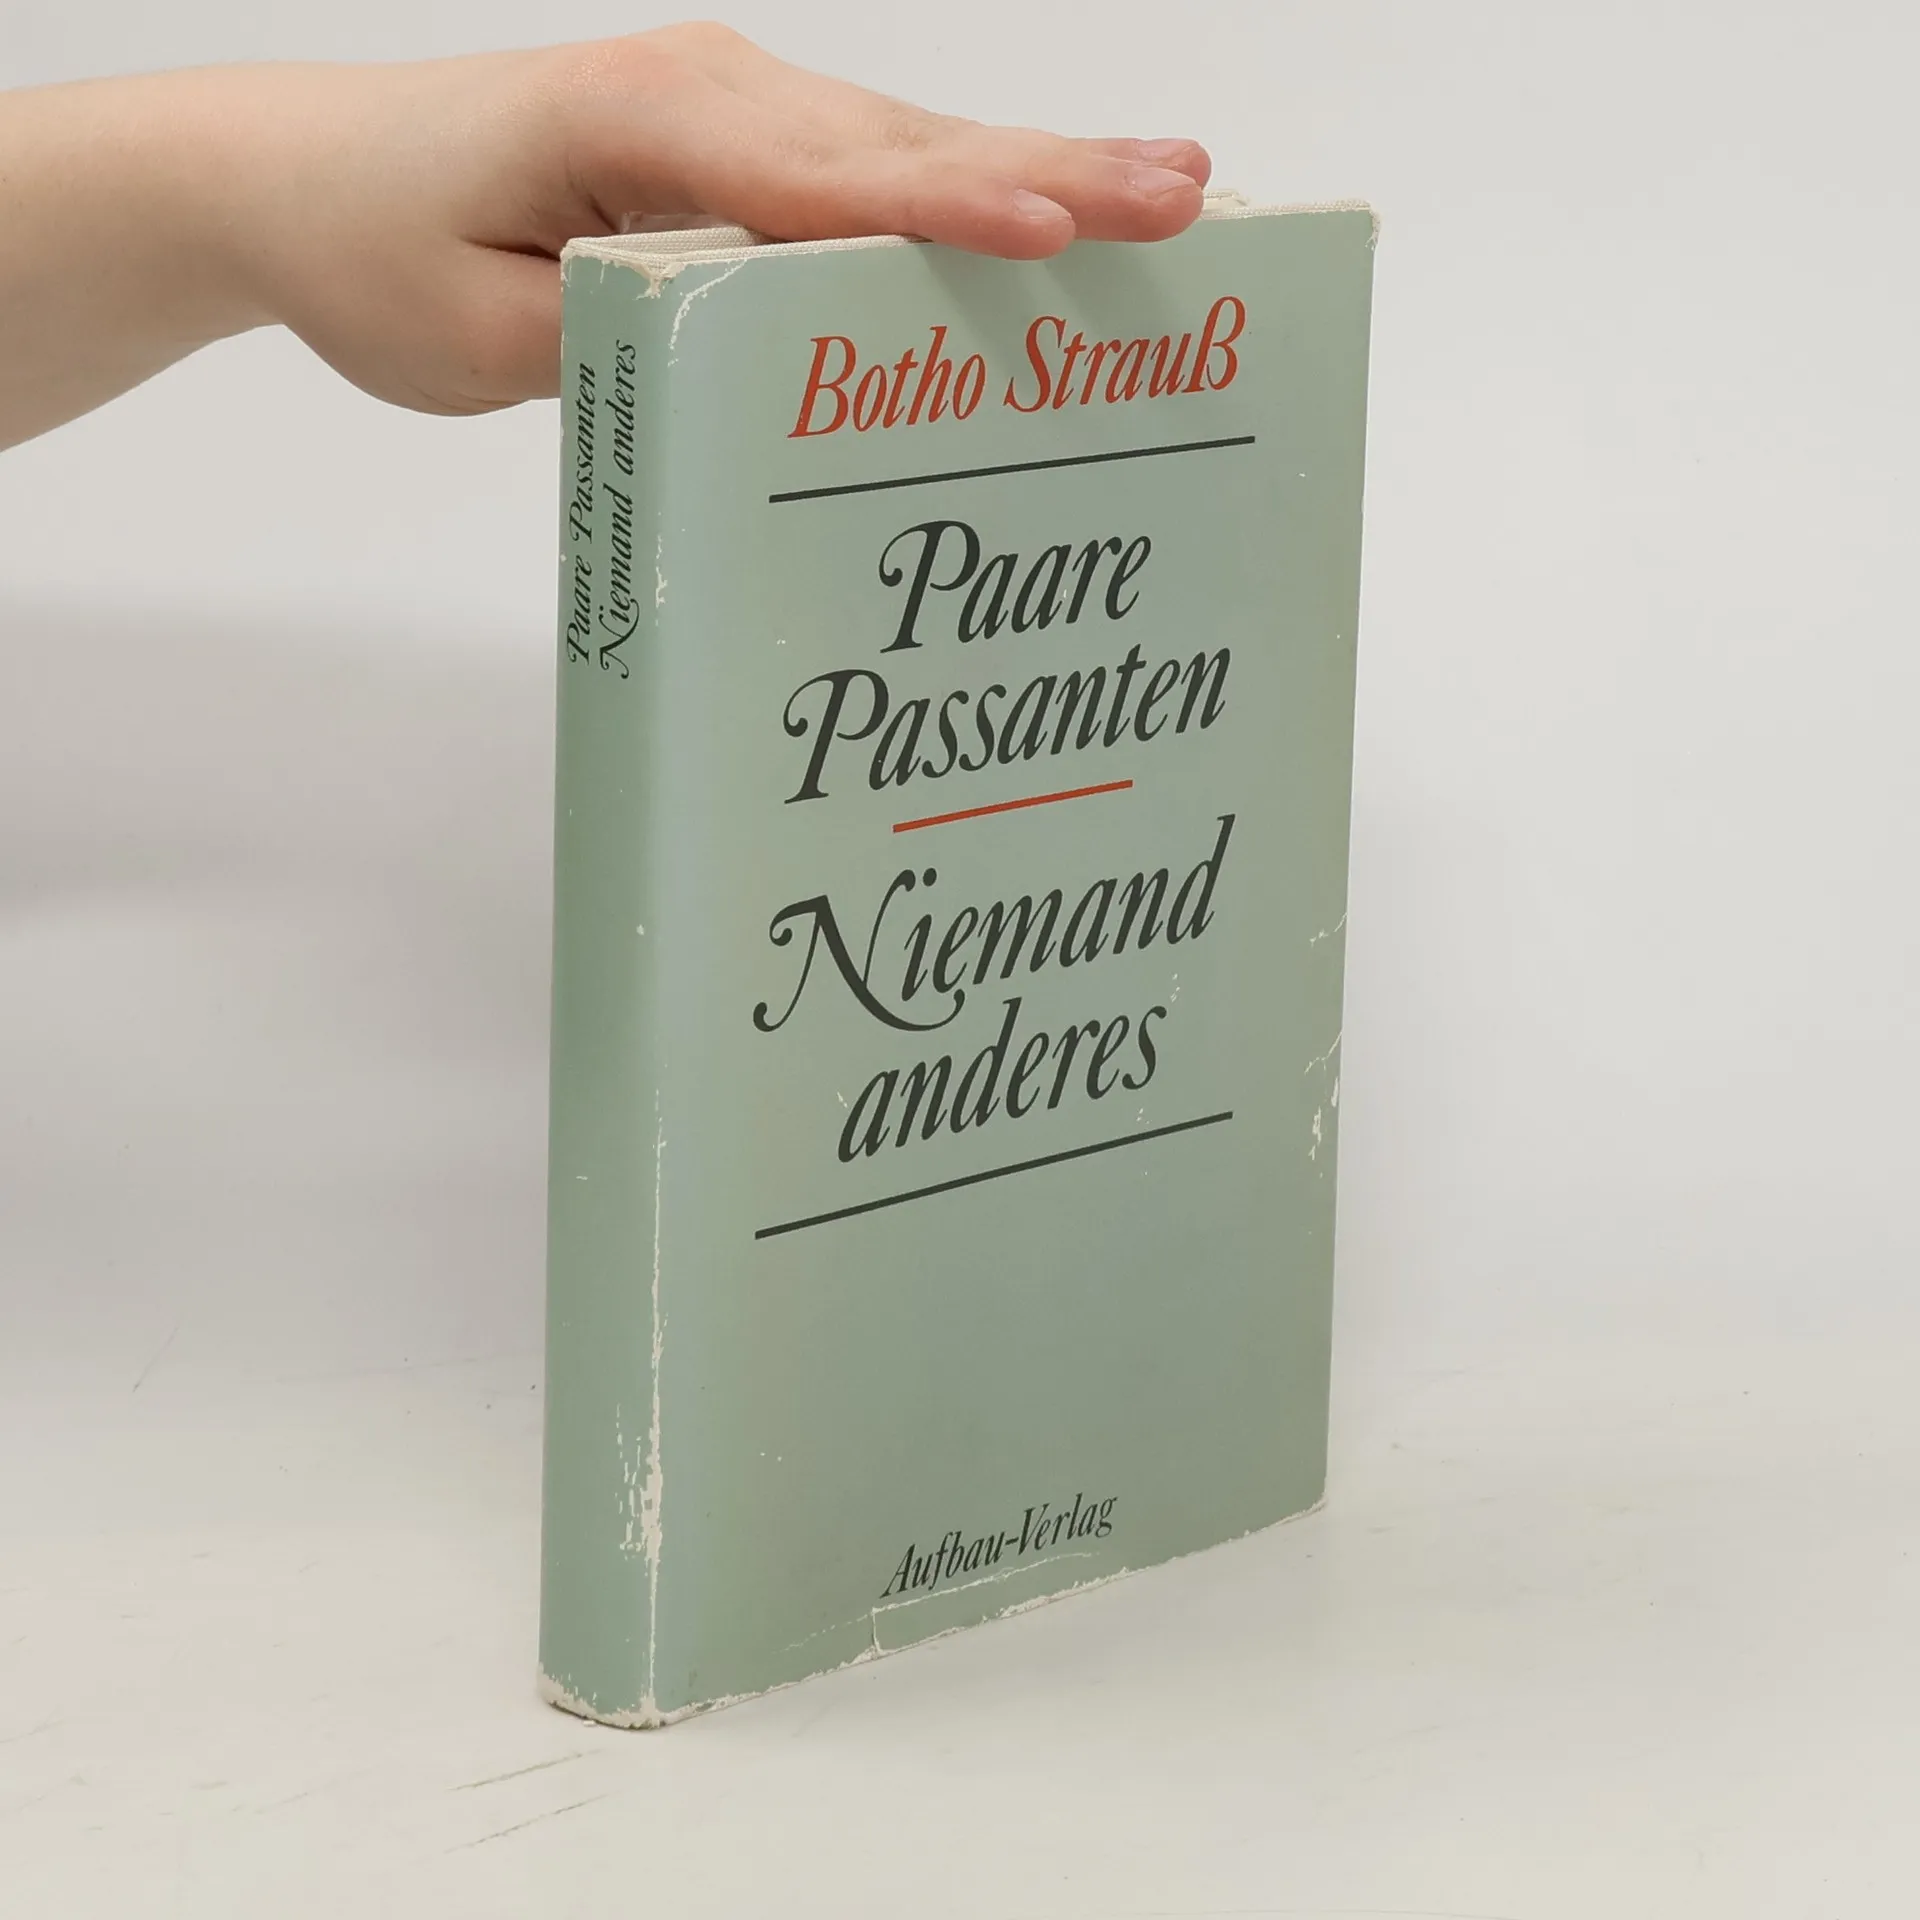 Paare Passanten
Niemand anderes
Botho Strauß
Paare
Passanten
Niemand
anderes
Aufbau-Verlag